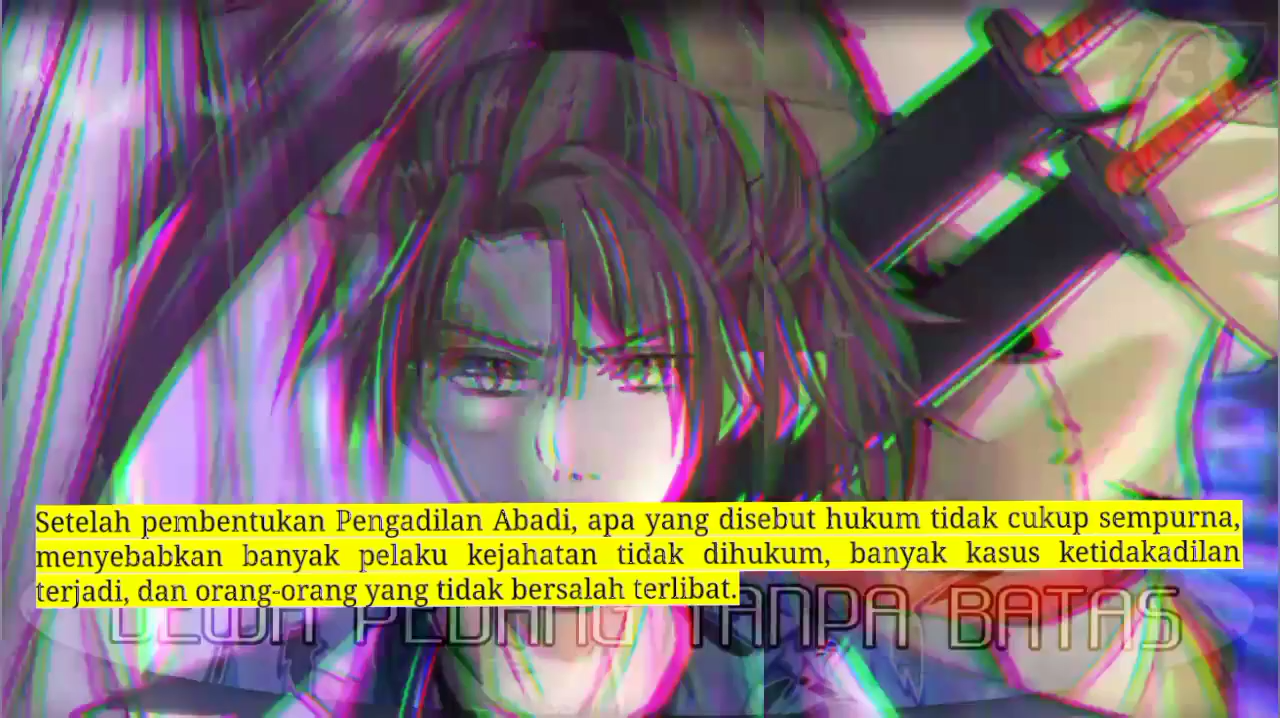 Setelah pembentukan Pengadilan Abadi, apa yang disebut hukum tidak cukup sempurna,
menyebabkan banyak pelaku kejahatan tidak dihukum, banyak kasus ketidakadilan
terjadi, dan orang-orang yang tidak bersalah terlibat.
DEWA PEDANG TANPA BATAS